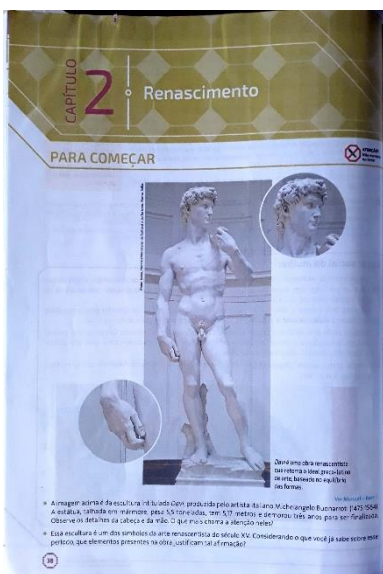 CAPÍTULO
2
Renascimento
ATENÇÃO!
PARA COMEÇAR
Davi é uma obra renascentista
que retoma o ideal greco-latino
de arte, baseado no equilíbrio
das formas.
A imagem acima é da escultura intitulada Davi, produzida pelo artista italiano Michelangelo Buonarroti (1475-1564).
A estátua, talhada em mármore, pesa 5,5 toneladas, tem 5,17 metros e demorou três anos para ser finalizada.
Observe os detalhes da cabeça e da mão. O que mais chama a atenção neles?
Essa escultura é um dos símbolos da arte renascentista do século XV. Considerando o que você já sabe sobre esse
período, que elementos presentes na obra justificam tal afirmação?